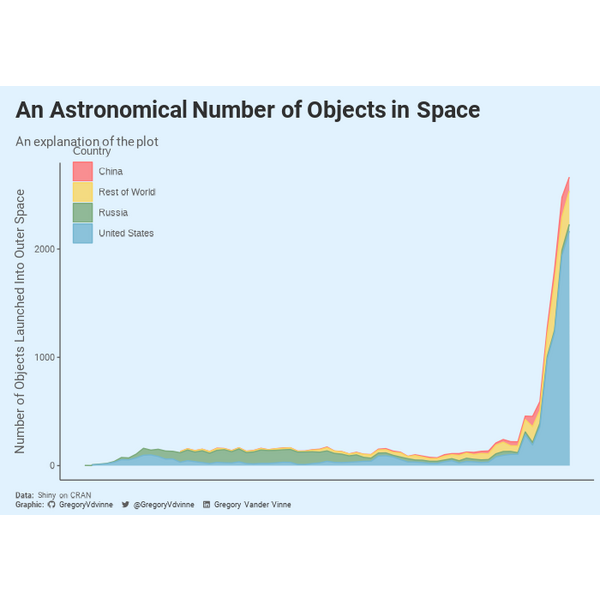 An Astronomical Number of Objects in Space
An explanation of the plot
Country
China
Rest of World
Russia
United States
Number of Objects Launched Into Outer Space
2000
1000
0
Data: Shiny on CRAN
Graphic: GregoryVdvinne @GregoryVdvinne Gregory Vander Vinne